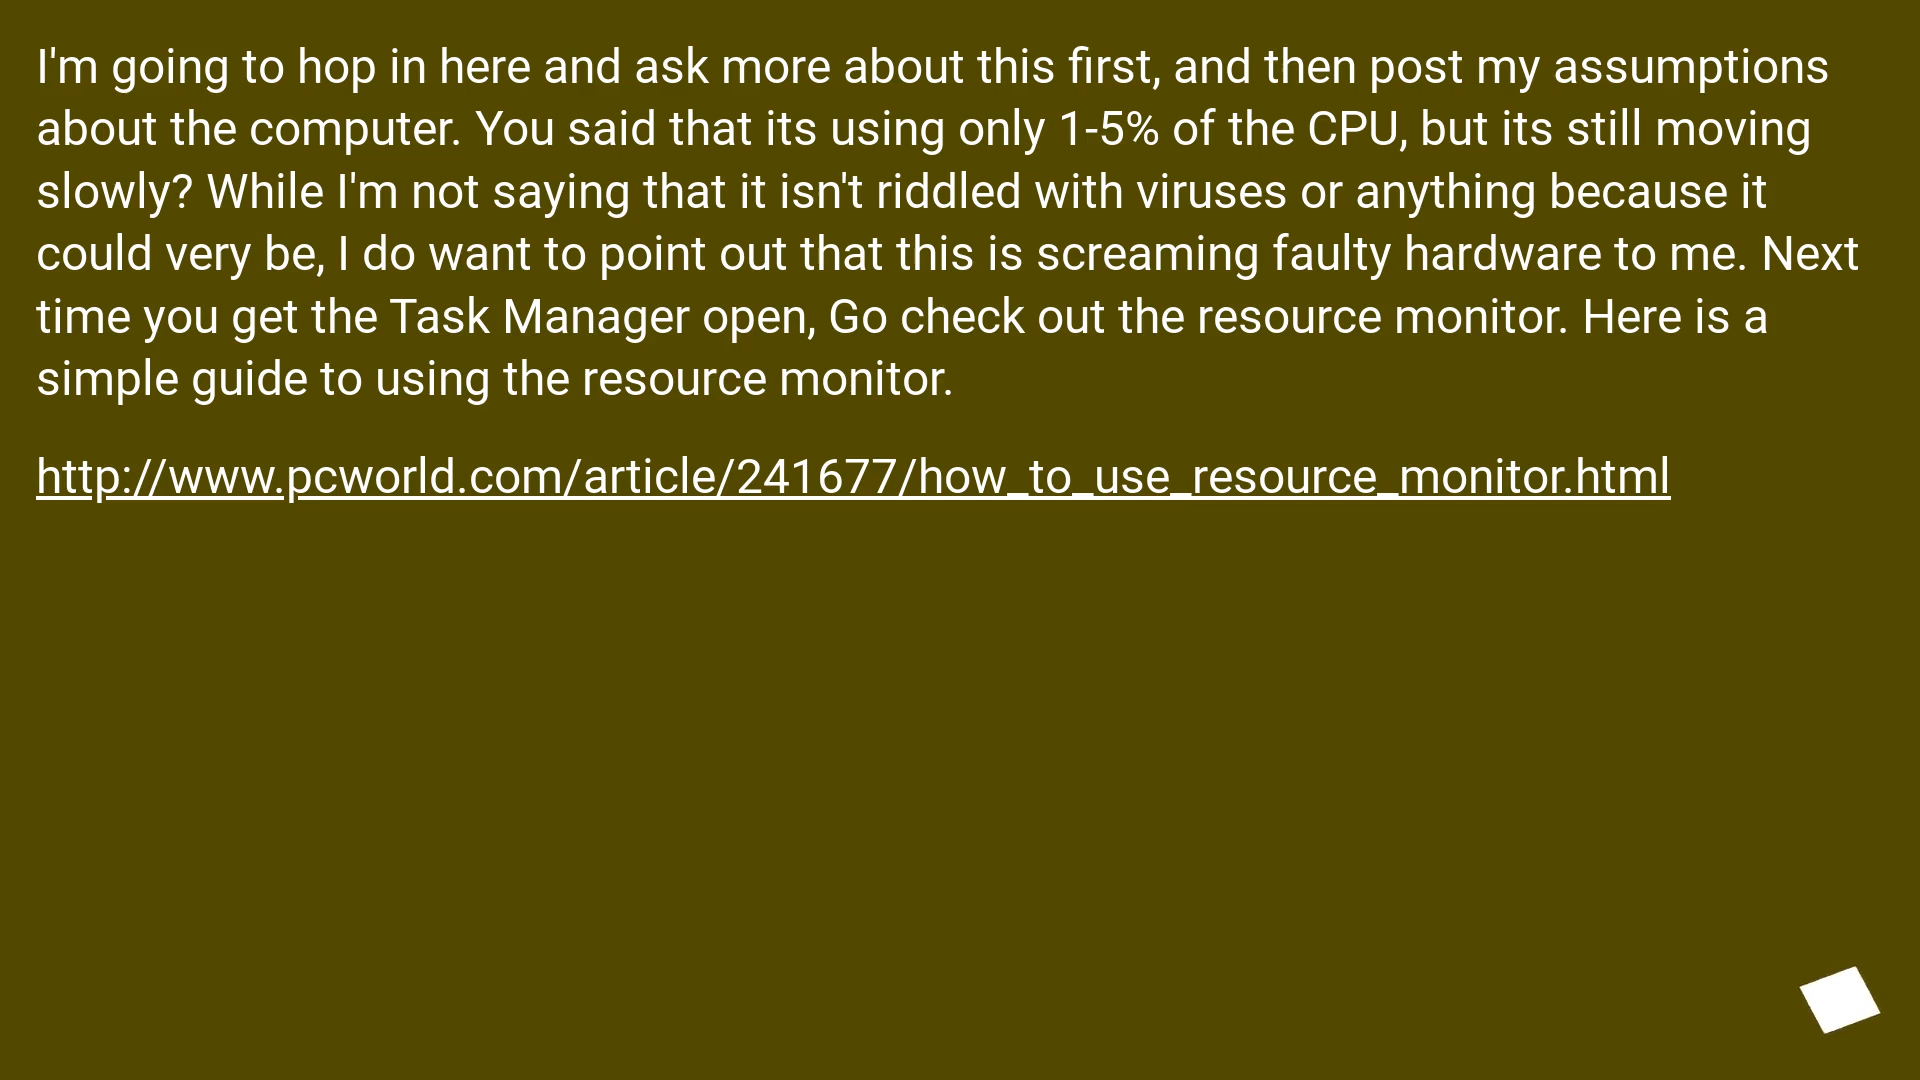 I'm going to hop in here and ask more about this first, and then post my assumptions
about the computer. You said that its using only 1-5% of the CPU, but its still moving
slowly? While I'm not saying that it isn't riddled with viruses or anything because it
could very be, I do want to point out that this is screaming faulty hardware to me. Next
time you get the Task Manager open, Go check out the resource monitor. Here is a
simple guide to using the resource monitor.
http://www.pcworld.com/article/241677/how_to_use_resource_monitor.html